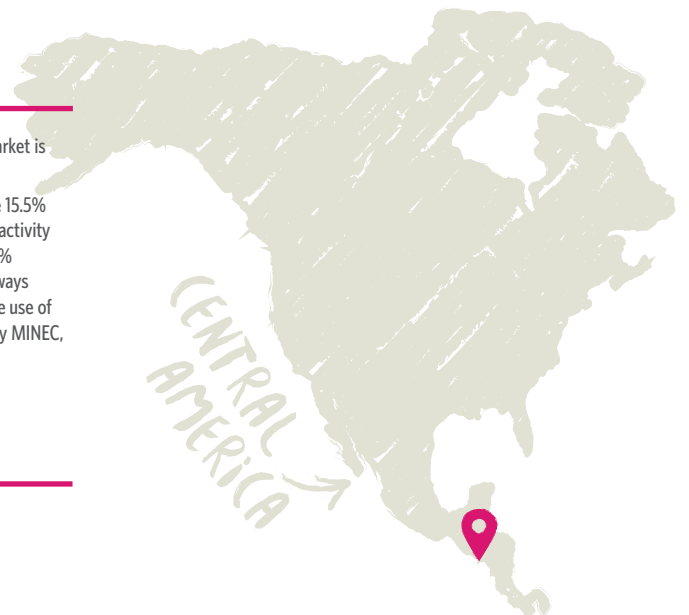 arket is
15.5%
activity
%
ways
e use of
y MINEC,
CENTRAL
AMERICA